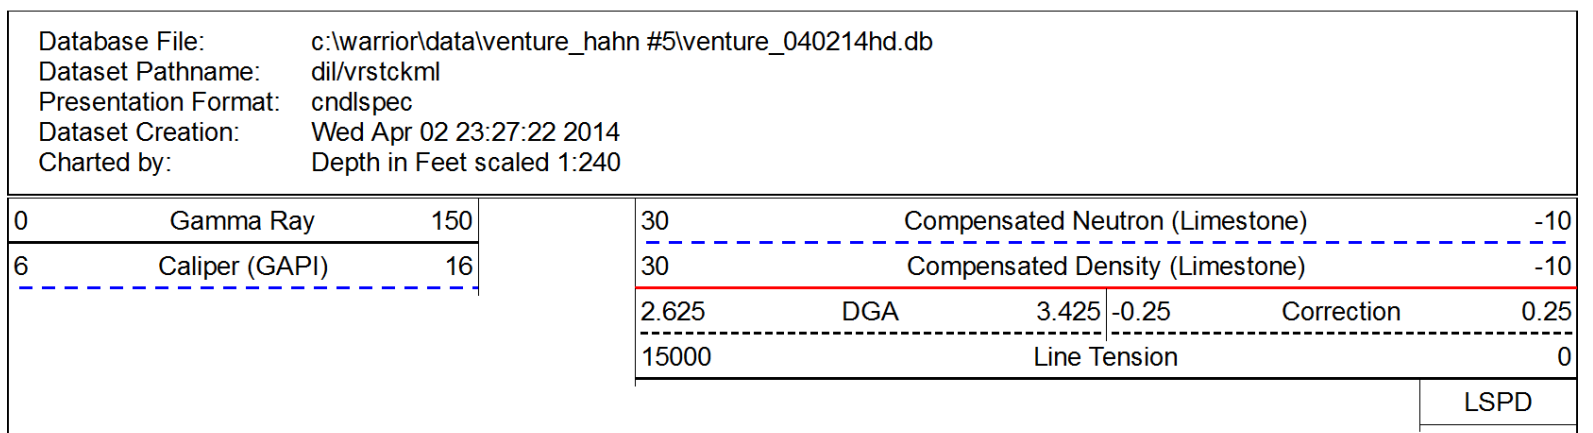 Database File: c:\warrior\data\venture_hahn #5\venture_040214hd.db
Dataset Pathname: dil/vrstckml
Presentation Format: cndlspec
Dataset Creation: Wed Apr 02 23:27:22 2014
Charted by: Depth in Feet scaled 1:240
0 Gamma Ray 150 30 Compensated Neutron (Limestone) -10
6 Caliper (GAPI) 16 30 Compensated Density (Limestone) -10
2.625 DGA 3.425 -0.25 Correction 0.25
15000 Line Tension 0
LSPD